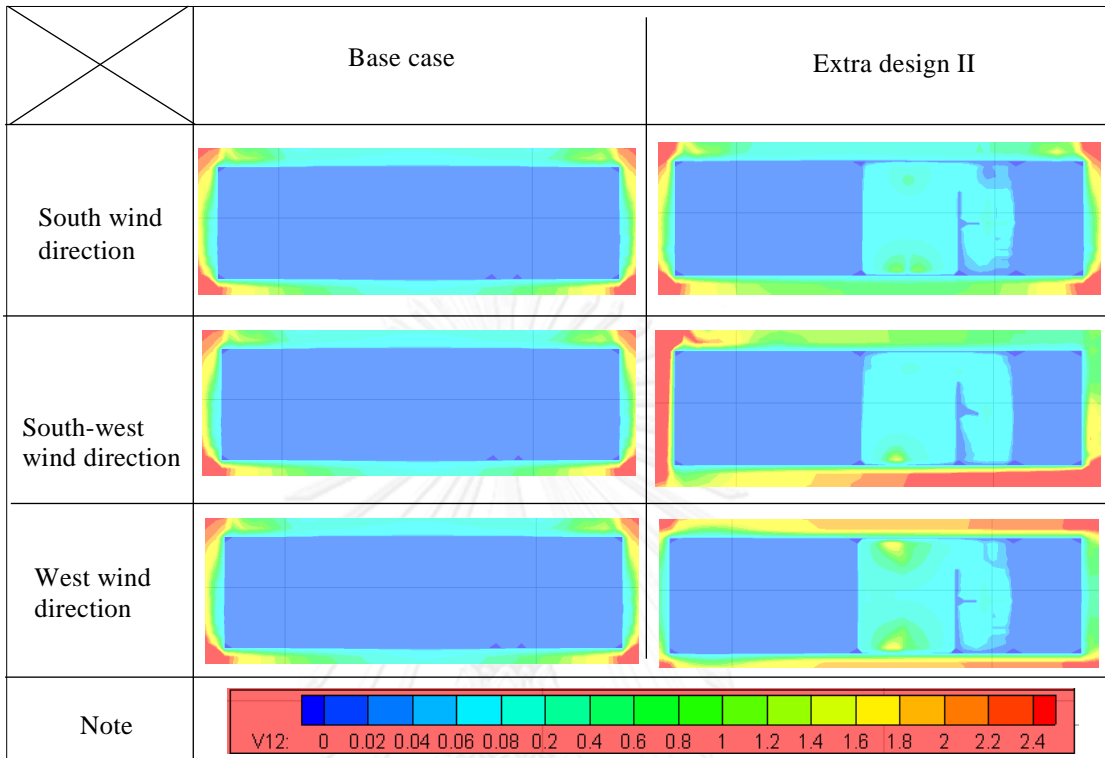 Base case
Extra design II
South wind
direction
South-west
wind direction
West wind
direction
Note
V12: 0 0.02 0.04 0.06 0.08 0.2 0.4 0.6 0.8 1 1.2 1.4 1.6 1.8 2 2.2 2.4